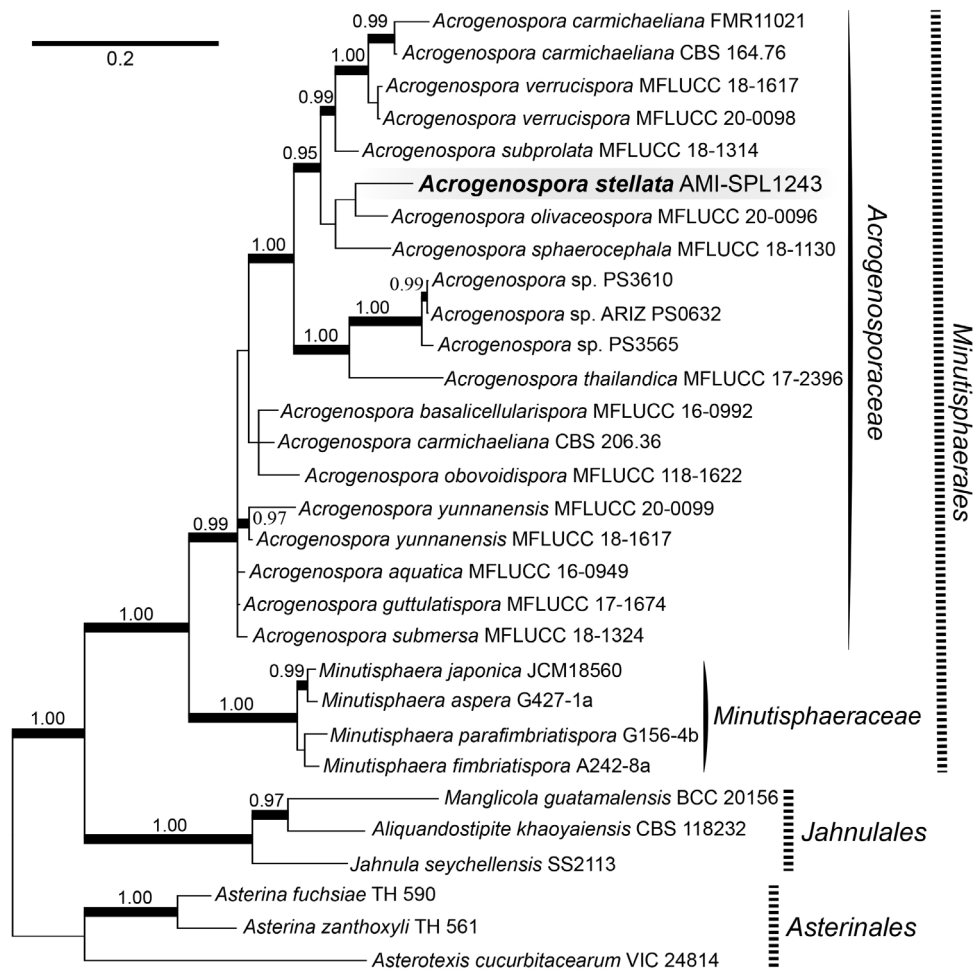 0.2
0.99
Acrogenospora carmichaeliana FMR11021
Acrogenospora carmichaeliana CBS 164.76
1.00
Acrogenospora verrucispora MFLUCC 18-1617
Acrogenospora verrucispora MFLUCC 20-0098
0.99
Acrogenospora subprolata MFLUCC 18-1314
0.95
Acrogenospora stellata AMI-SPL1243
Acrogenospora olivaceospora MFLUCC 20-0096
Acrogenospora sphaerocephala MFLUCC 18-1130
1.00
0.99
Acrogenospora sp. PS3610
1.00
Acrogenospora sp. ARIZ PS0632
1.00
Acrogenospora sp. PS3565
Acrogenospora thailandica MFLUCC 17-2396
Acrogenospora basalicellularispora MFLUCC 16-0992
Acrogenospora carmichaeliana CBS 206.36
Acrogenospora obovoidispora MFLUCC 118-1622
Acrogenospora yunnanensis MFLUCC 20-0099
0.99
0.97
Acrogenospora yunnanensis MFLUCC 18-1617
Acrogenospora aquatica MFLUCC 16-0949
Acrogenospora guttulatispora MFLUCC 17-1674
Acrogenospora submersa MFLUCC 18-1324
Acrogenosporaceae
Minutisphaerales
1.00
0.99
Minutisphaera japonica JCM18560
Minutisphaera aspera G427-1a
1.00
Minutisphaera parafimbriatispora G156-4b
Minutisphaera fimbriatispora A242-8a
Minutisphaeraceae
1.00
0.97
Manglicola guatamalensis BCC 20156
Aliquandostipite khaoyaiensis CBS 118232
1.00
Jahnula seychellensis SS2113
Jahnulales
1.00
Asterina fuchsiae TH 590
Asterina zanthoxyli TH 561
Asterotexis cucurbitacearum VIC 24814
Asterinales